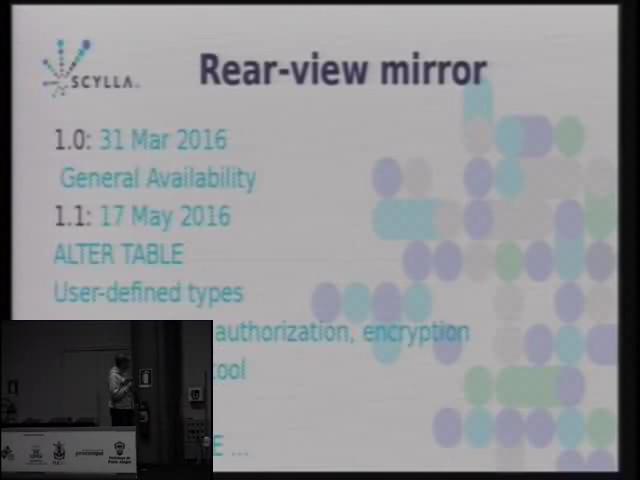 SCYLLA
Rear-view mirror
1.0: 31 Mar 2016
General Availability
1.1: 17 May 2016
ALTER TABLE
User-defined types
authorization, encryption